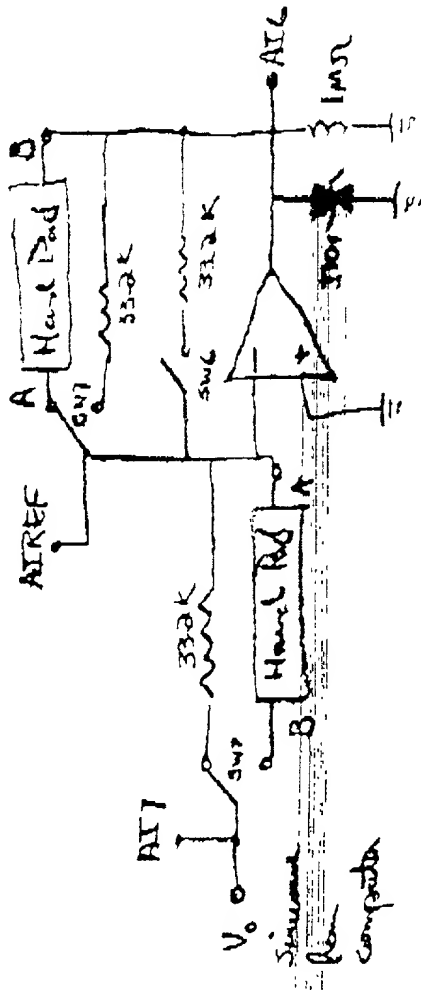 AI6
1MΩ
B
Hand Pad
A
SW7
33.2K
33.2K
SW6
-
+
AIREF
33.2K
A
Hand Pad
B
SW7
AI7
V₀
Sinusoid
from
computer